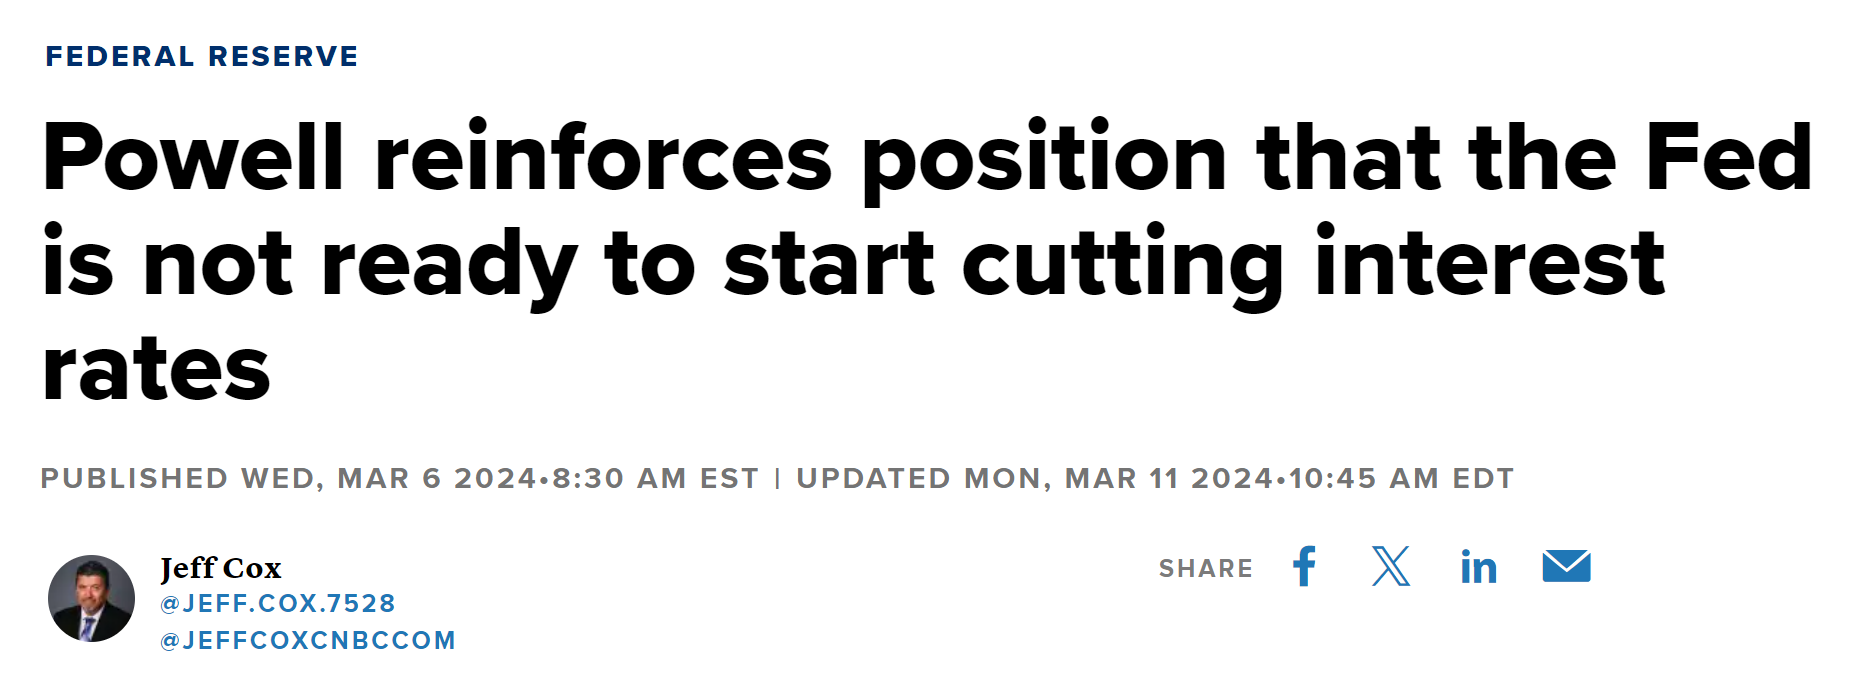 FEDERAL RESERVE
Powell reinforces position that the Fed
is not ready to start cutting interest
rates
PUBLISHED WED, MAR 6 2024•8:30 AM EST | UPDATED MON, MAR 11 2024•10:45 AM EDT
Jeff Cox
@JEFF.COX.7528
@JEFFCOXCNBCCOM
SHARE